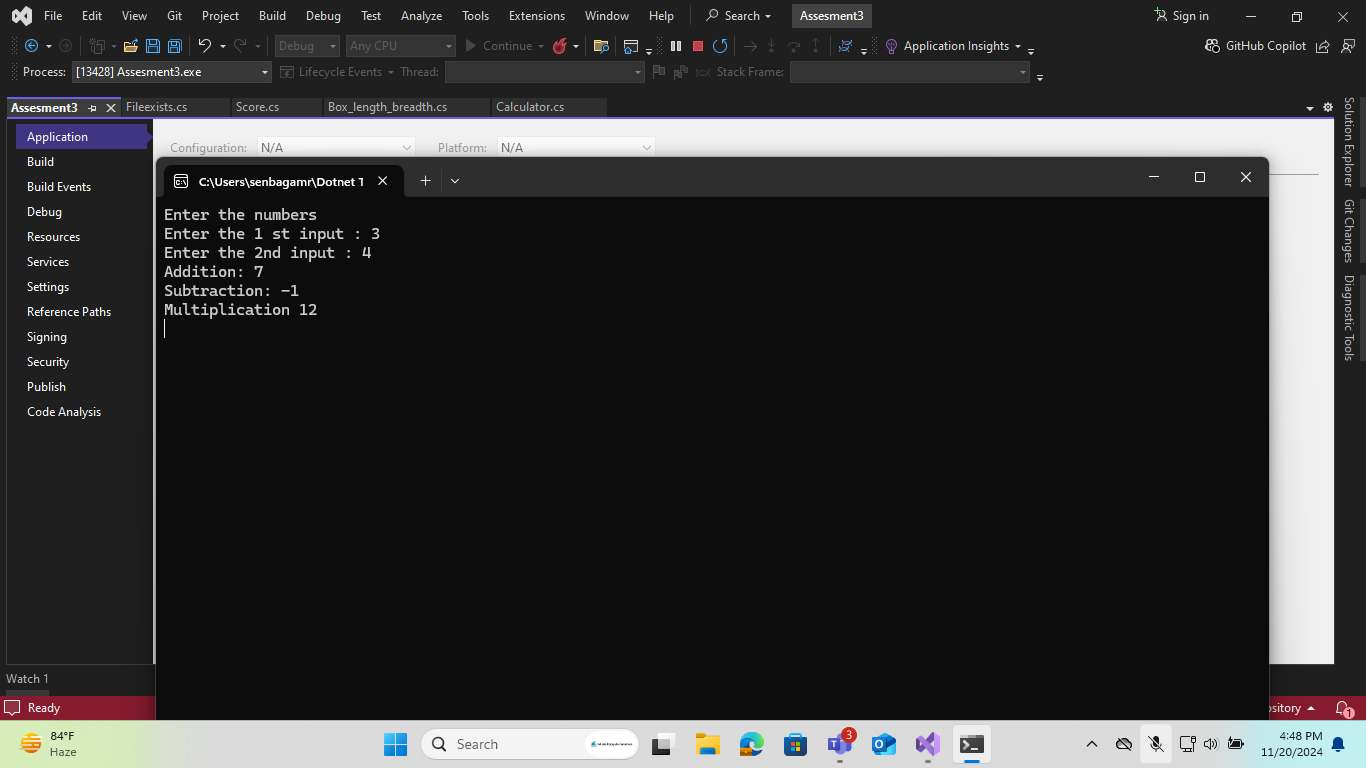 File Edit View Git Project Build Debug Test Analyze Tools Extensions Window Help Search Assesment3 Sign in
Debug Any CPU Continue Application Insights GitHub Copilot
Process: [13428] Assesment3.exe Lifecycle Events Thread: Stack Frame:
Assesment3 Fileexists.cs Score.cs Box_length_breadth.cs Calculator.cs
Application
Build
Build Events
Debug
Resources
Services
Settings
Reference Paths
Signing
Security
Publish
Code Analysis
Configuration: N/A Platform: N/A
C:\Users\senbagamr\Dotnet T
Enter the numbers
Enter the 1 st input : 3
Enter the 2nd input : 4
Addition: 7
Subtraction: -1
Multiplication 12
Solution Explorer
Git Changes
Diagnostic Tools
Watch 1
Ready
pository
1
84°F
Haze
Search
3
4:48 PM
11/20/2024